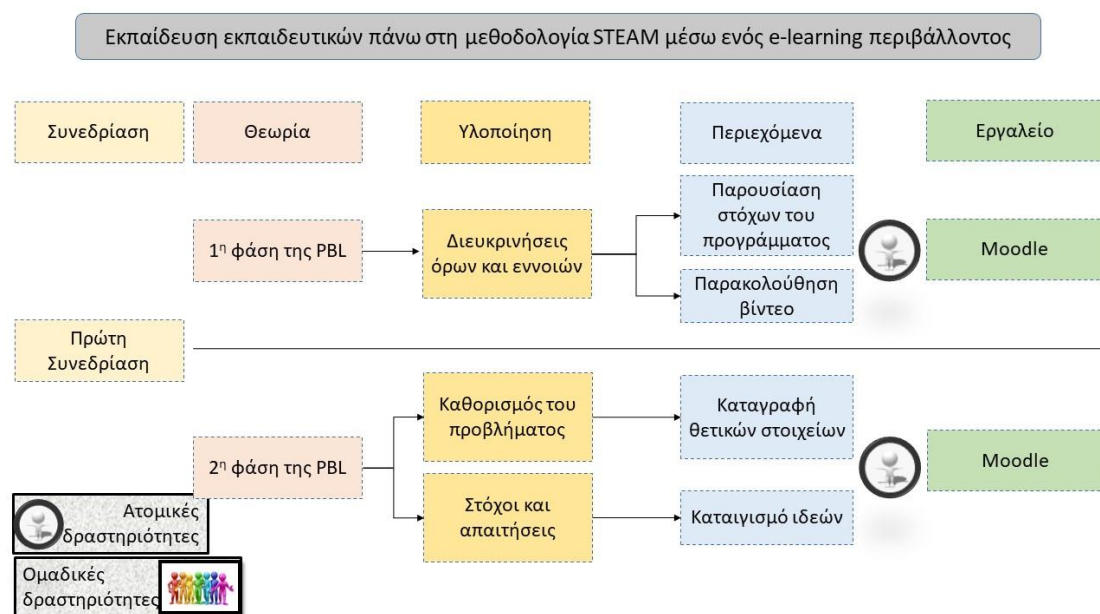 Εκπαίδευση εκπαιδευτικών πάνω στη μεθοδολογία STEAM μέσω ενός e-learning περιβάλλοντος
Συνεδρίαση
Θεωρία
Υλοποίηση
Περιεχόμενα
Εργαλείο
1η φάση της PBL
Διευκρινήσεις
όρων και εννοιών
Παρουσίαση
στόχων του
προγράμματος
Παρακολούθηση
βίντεο
Moodle
Πρώτη
Συνεδρίαση
2η φάση της PBL
Καθορισμός του
προβλήματος
Στόχοι και
απαιτήσεις
Καταγραφή
θετικών στοιχείων
Καταιγισμό ιδεών
Moodle
Ατομικές
δραστηριότητες
Ομαδικές
δραστηριότητες